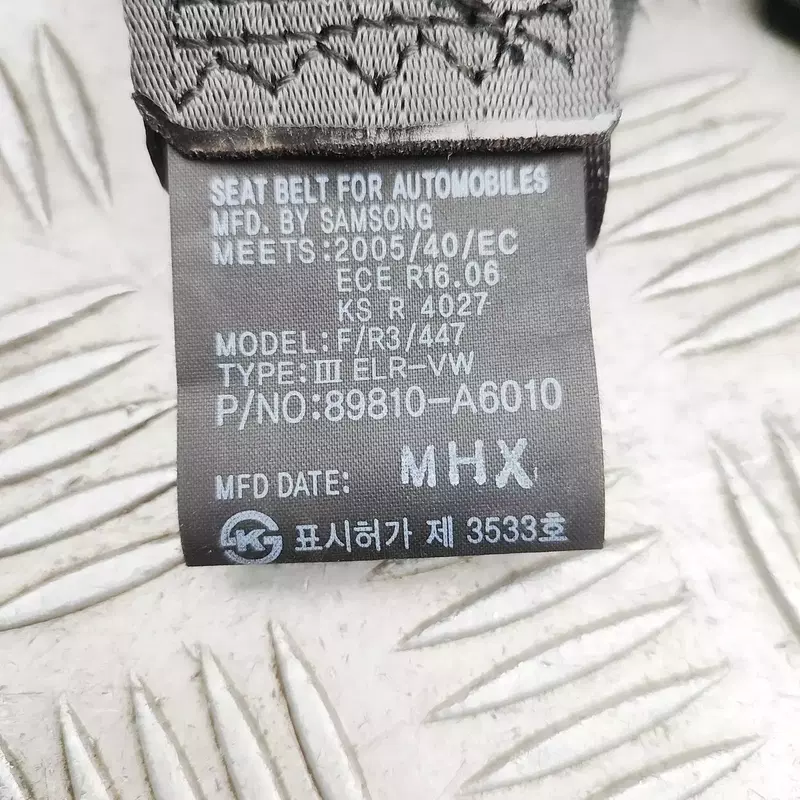 SEAT BELT FOR AUTOMOBILES
MFD. BY SAMSONG
MEETS:2005/40/EC
ECE R16.06
KS R 4027
MODEL:F/R3/447
TYPE:Ⅲ ELR-VW
P/NO:89810-A6010
MFD DATE: MHX
K 표시허가 제 3533호